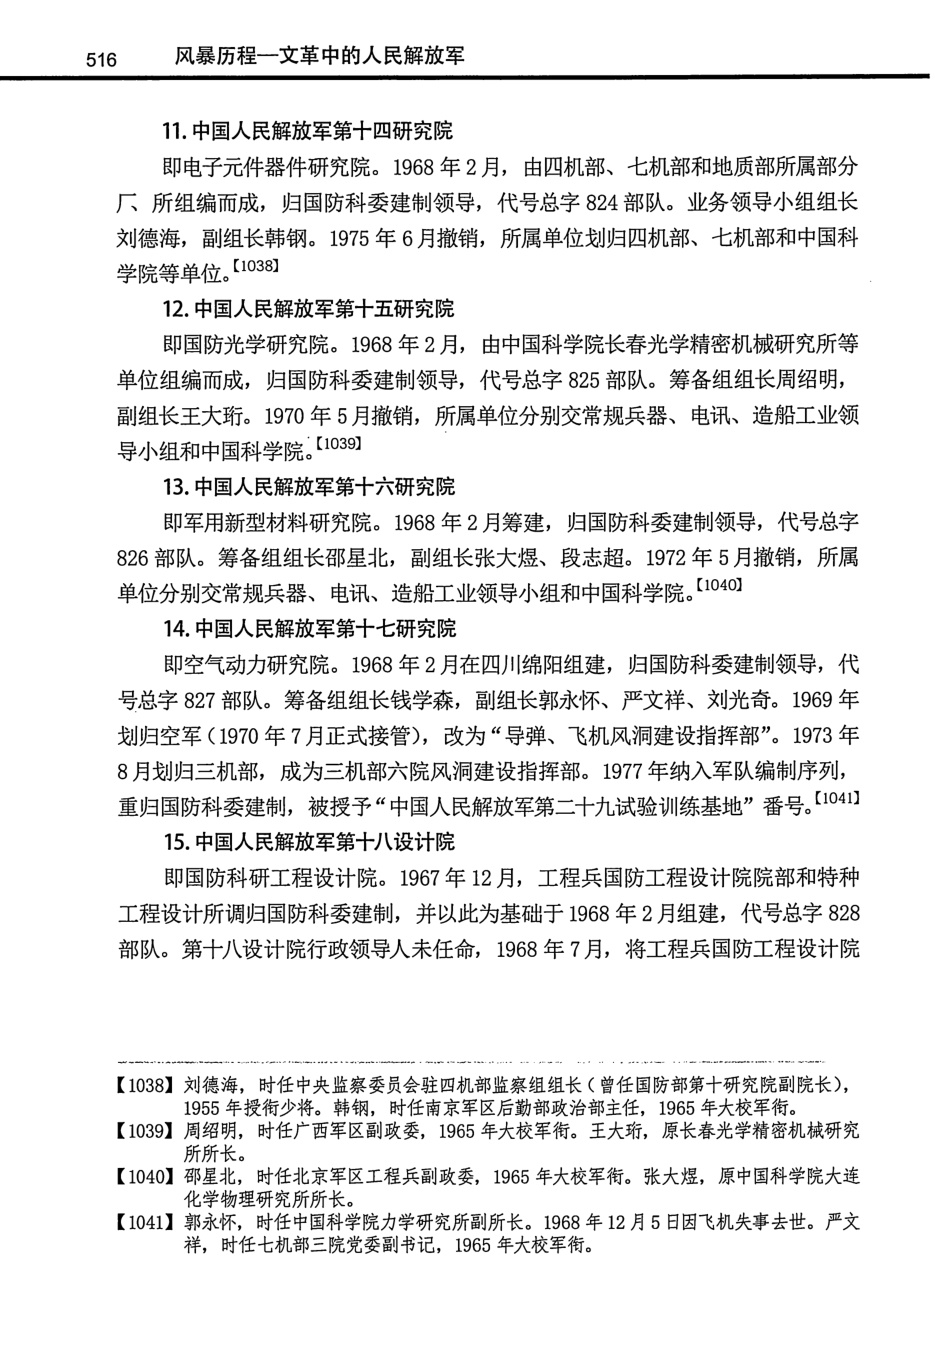 516 风暴历程—文革中的人民解放军
11. 中国人民解放军第十四研究院
即电子元件器件研究院。1968 年 2 月，由四机部、七机部和地质部所属部分
厂、所组编而成，归国防科委建制领导，代号总字 824 部队。业务领导小组组长
刘德海，副组长韩钢。1975 年 6 月撤销，所属单位划归四机部、七机部和中国科
学院等单位。【1038】
12. 中国人民解放军第十五研究院
即国防光学研究院。1968 年 2 月，由中国科学院长春光学精密机械研究所等
单位组编而成，归国防科委建制领导，代号总字 825 部队。筹备组组长周绍明，
副组长王大珩。1970 年 5 月撤销，所属单位分别交常规兵器、电讯、造船工业领
导小组和中国科学院。【1039】
13. 中国人民解放军第十六研究院
即军用新型材料研究院。1968 年 2 月筹建，归国防科委建制领导，代号总字
826 部队。筹备组组长邵星北，副组长张大煜、段志超。1972 年 5 月撤销，所属
单位分别交常规兵器、电讯、造船工业领导小组和中国科学院。【1040】
14. 中国人民解放军第十七研究院
即空气动力研究院。1968 年 2 月在四川绵阳组建，归国防科委建制领导，代
号总字 827 部队。筹备组组长钱学森，副组长郭永怀、严文祥、刘光奇。1969 年
划归空军（1970 年 7 月正式接管），改为“导弹、飞机风洞建设指挥部”。1973 年
8 月划归三机部，成为三机部六院风洞建设指挥部。1977 年纳入军队编制序列，
重归国防科委建制，被授予“中国人民解放军第二十九试验训练基地”番号。【1041】
15. 中国人民解放军第十八设计院
即国防科研工程设计院。1967 年 12 月，工程兵国防工程设计院院部和特种
工程设计所调归国防科委建制，并以此为基础于 1968 年 2 月组建，代号总字 828
部队。第十八设计院行政领导人未任命，1968 年 7 月，将工程兵国防工程设计院
【1038】刘德海，时任中央监察委员会驻四机部监察组组长（曾任国防部第十研究院副院长），
1955 年授衔少将。韩钢，时任南京军区后勤部政治部主任，1965 年大校军衔。
【1039】周绍明，时任广西军区副政委，1965 年大校军衔。王大珩，原长春光学精密机械研究
所所长。
【1040】邵星北，时任北京军区工程兵副政委，1965 年大校军衔。张大煜，原中国科学院大连
化学物理研究所所长。
【1041】郭永怀，时任中国科学院力学研究所副所长。1968 年 12 月 5 日因飞机失事去世。严文
祥，时任七机部三院党委副书记，1965 年大校军衔。